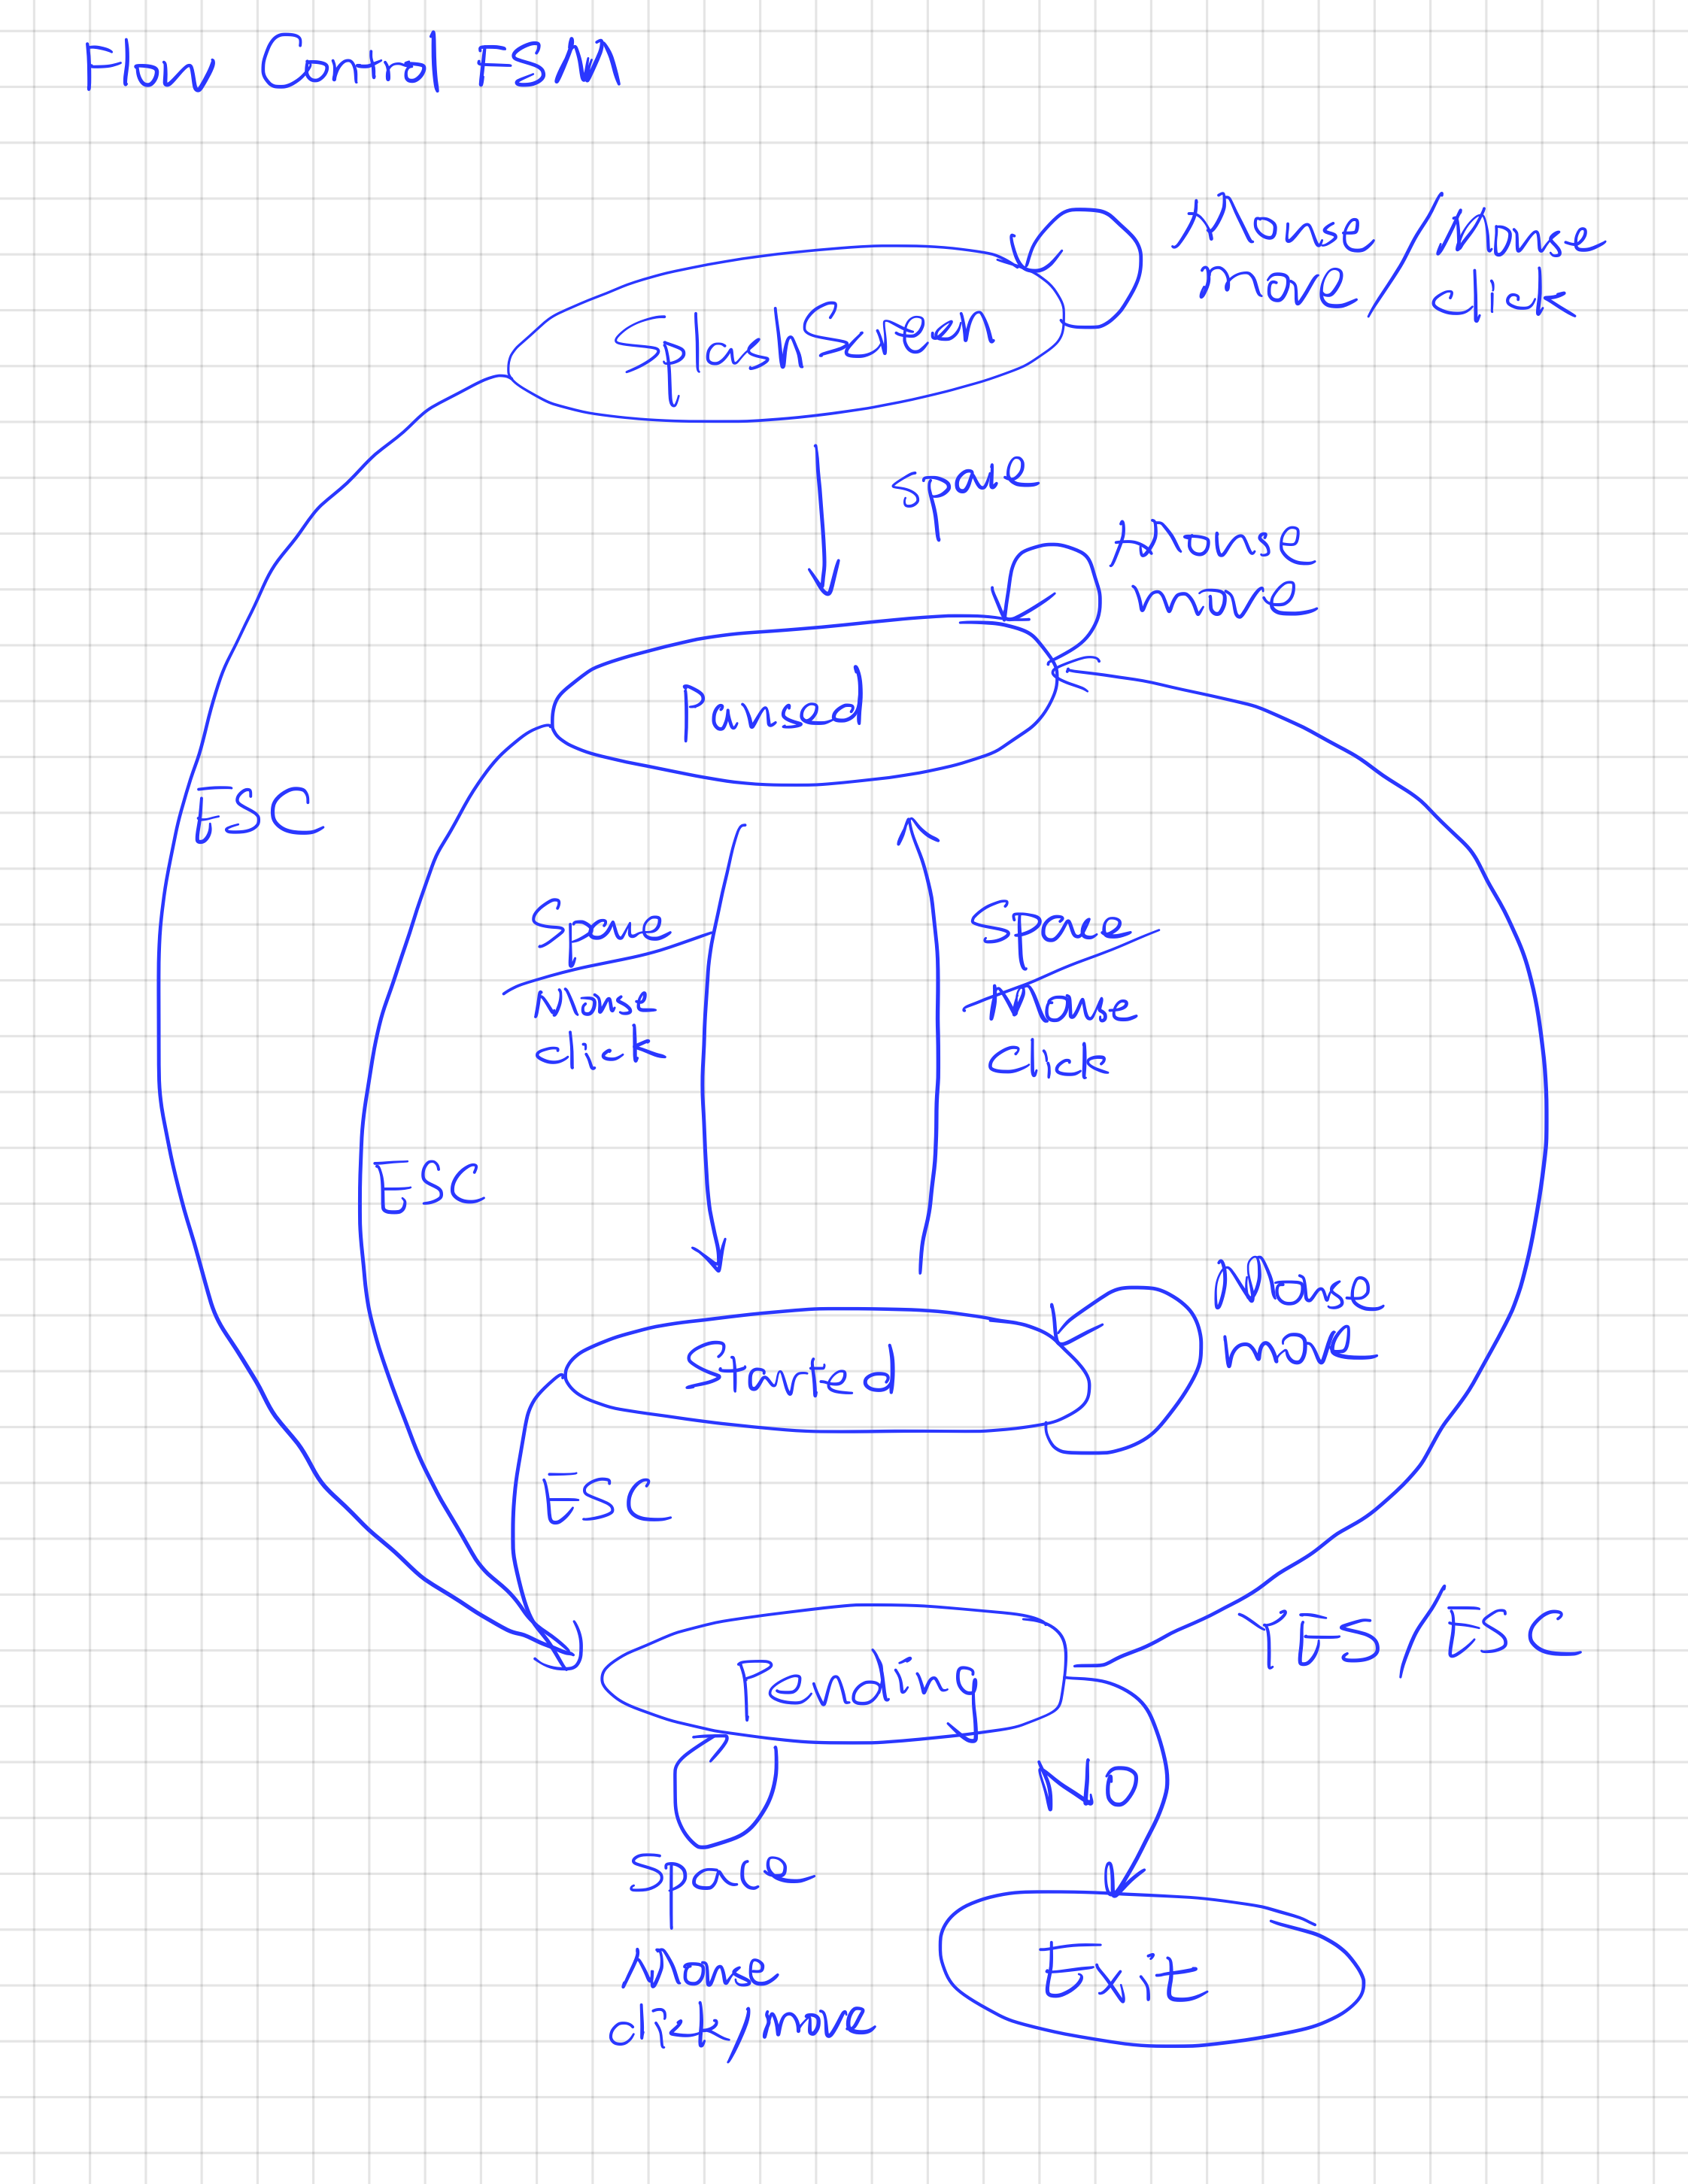 Flow Control FSM
Mouse move / Mouse click
SplashScreen
space
Mouse
move
Paused
ESC
Space
Mouse
click
Space
Mouse
Click
ESC
Mouse
move
Started
ESC
YES/ESC
Pending
NO
Space
Mouse
click/move
Exit